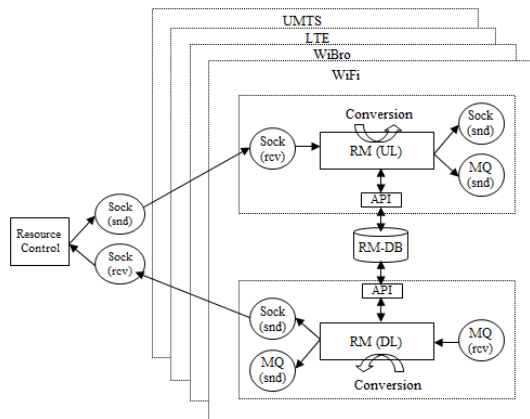 UMTS
LTE
WiBro
WiFi
Conversion
Sock
(snd)
Sock
(rcv)
RM (UL)
MQ
(snd)
API
Sock
(snd)
Resource
Control
Sock
(rcv)
RM-DB
API
Sock
(snd)
RM (DL)
MQ
(rcv)
MQ
(snd)
Conversion